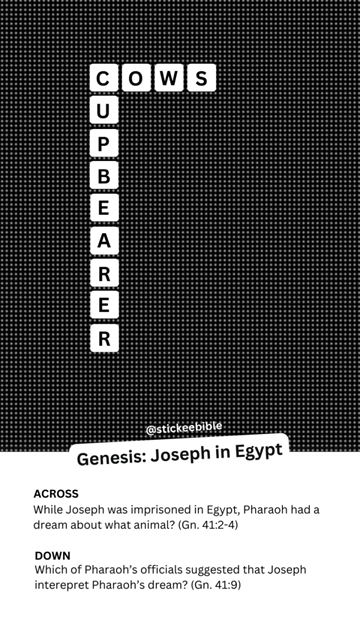 COWS
CUPBEARER
@stickeebible
Genesis: Joseph in Egypt
ACROSS
While Joseph was imprisoned in Egypt, Pharaoh had a
dream about what animal? (Gn. 41:2-4)
DOWN
Which of Pharaoh's officials suggested that Joseph
interepret Pharaoh's dream? (Gn. 41:9)